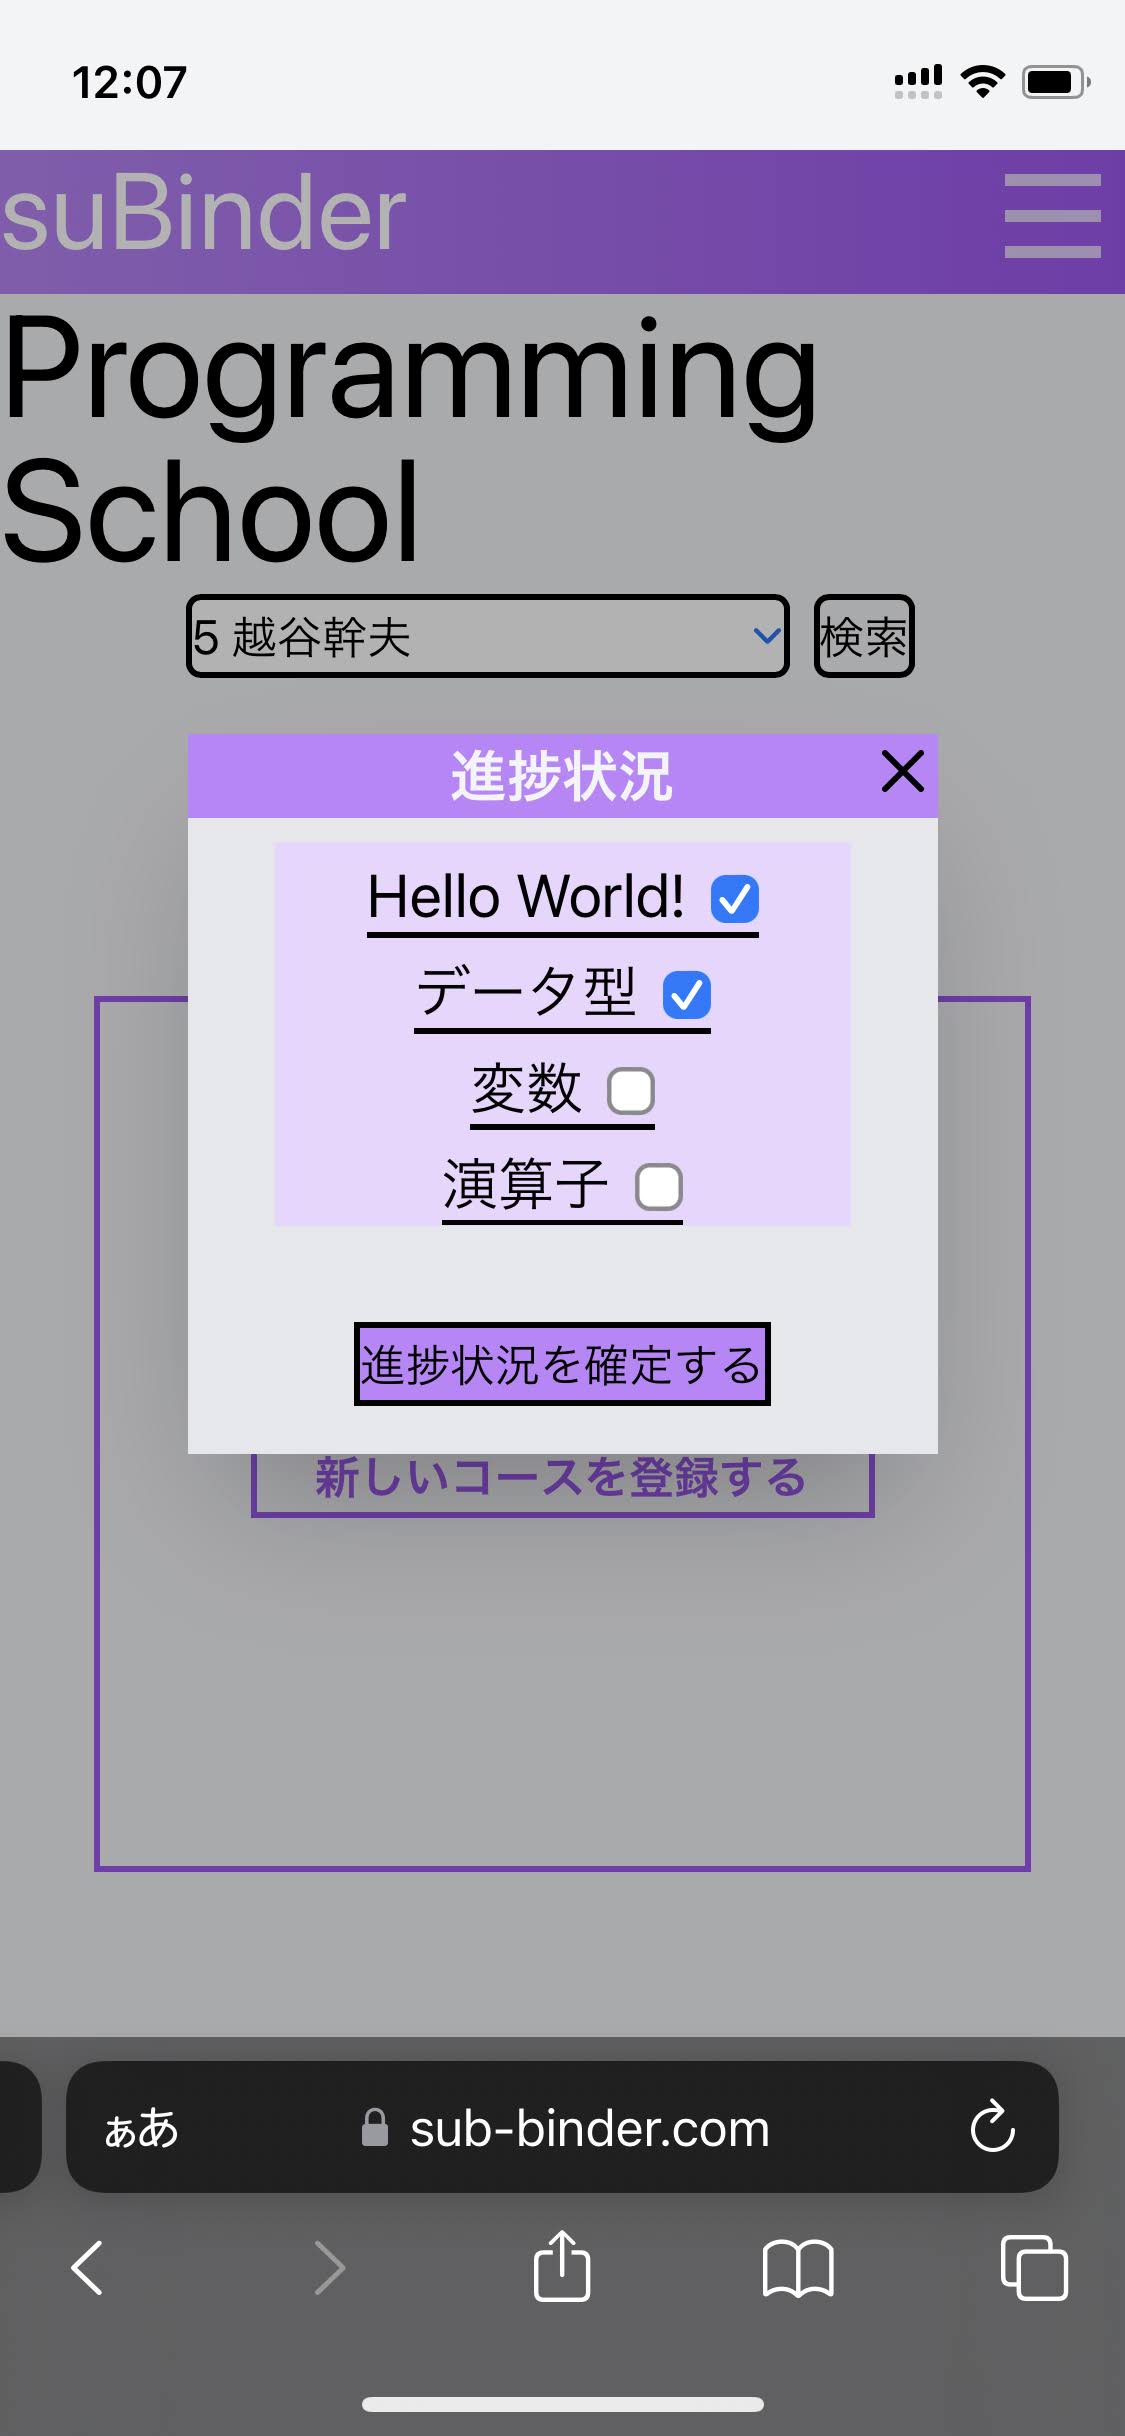 12:07
suBinder
Programming
School
5 越谷幹夫
検索
進捗状況
Hello World!
データ型
変数
演算子
進捗状況を確定する
新しいコースを登録する
ぁあ
sub-binder.com